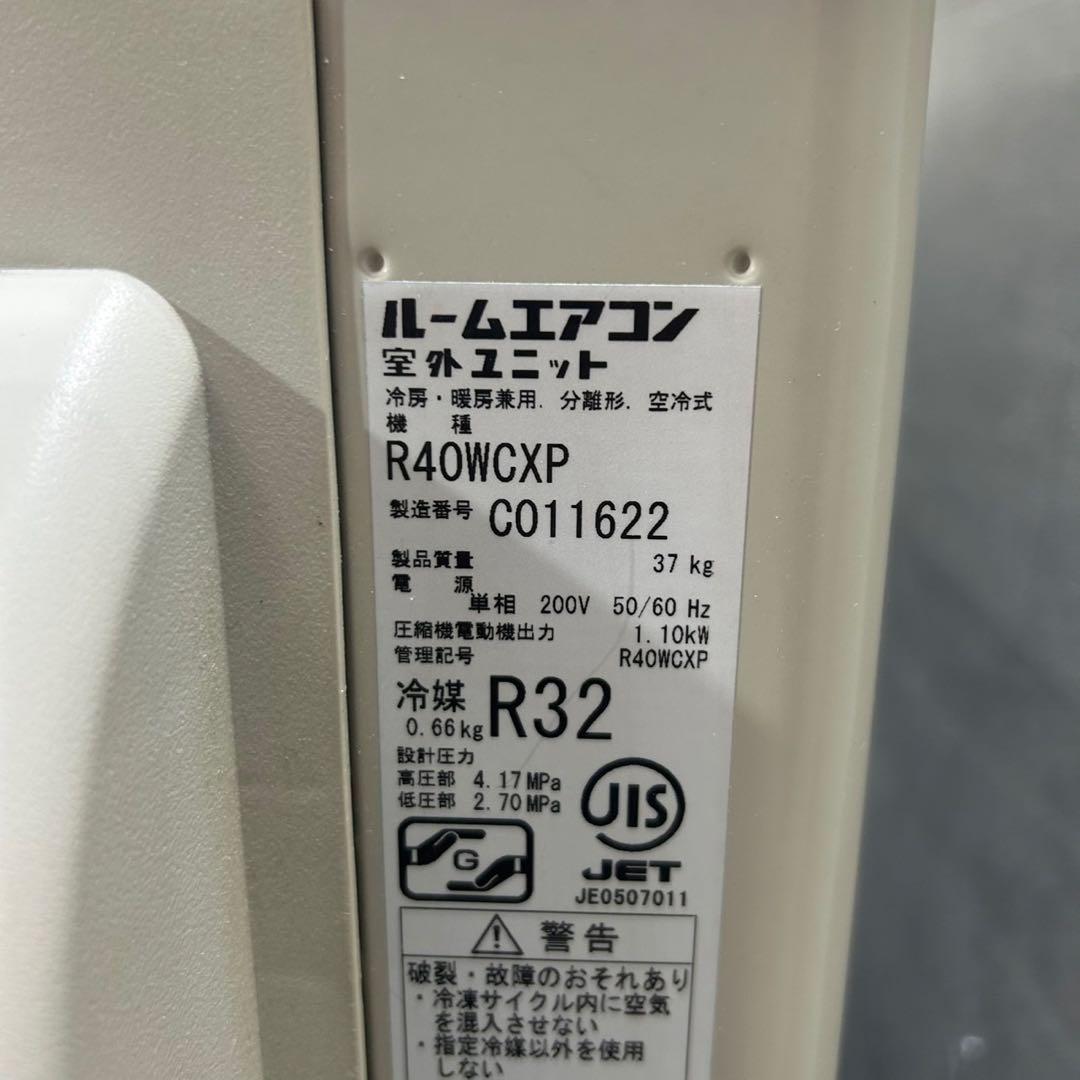 ルームエアコン
室外ユニット
冷房・暖房兼用．分離形．空冷式
機 種
R40WCXP
製造番号 C011622
製品質量 37 kg
電 源
単相 200V 50/60 Hz
圧縮機電動機出力 1.10kW
管理記号 R40WCXP
冷媒 R32
0.66kg
設計圧力
高圧部 4.17MPa
低圧部 2.70MPa
JIS
G
JET
JE0507011
警告
破裂・故障のおそれあり
・冷凍サイクル内に空気
を混入させない
・指定冷媒以外を使用
しない